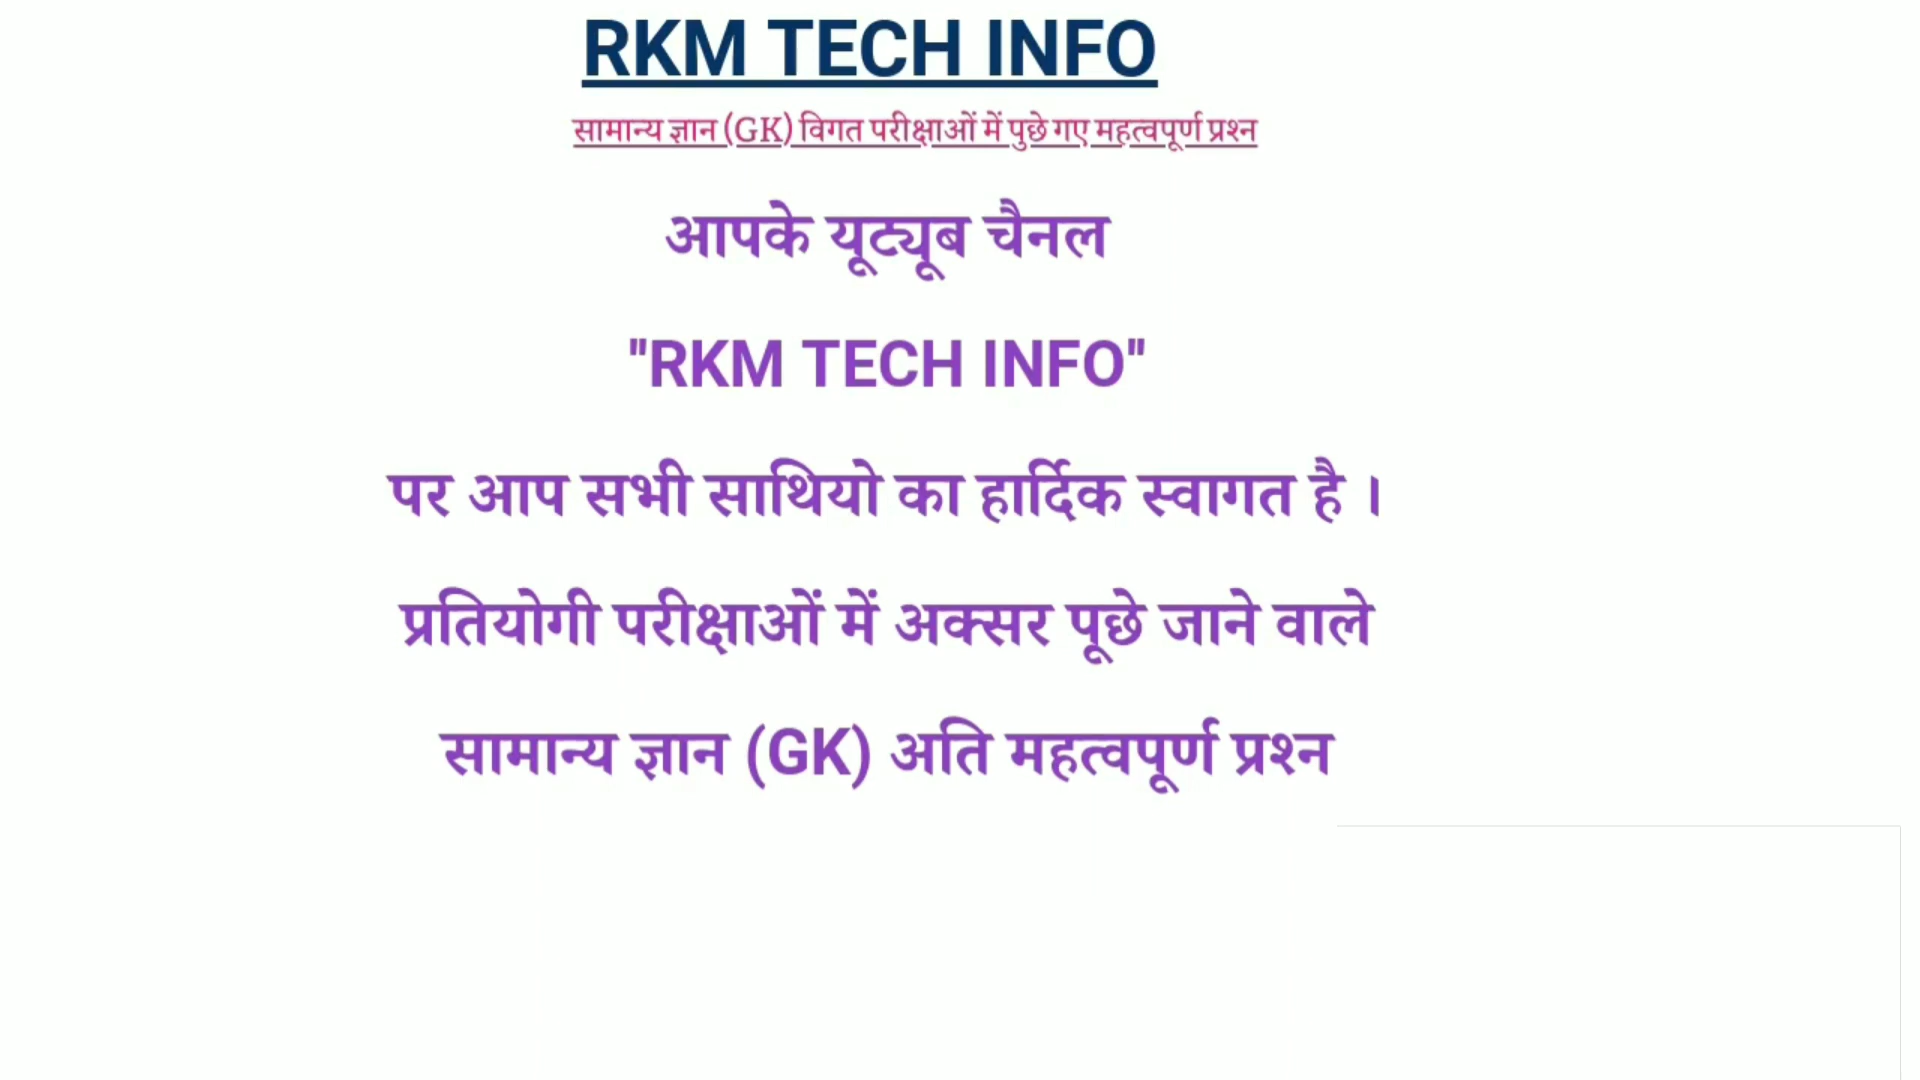 RKM TECH INFO
सामान्य ज्ञान (GK) विगत परीक्षाओं में पुछे गए महत्वपूर्ण प्रश्न
आपके यूट्यूब चैनल
"RKM TECH INFO"
पर आप सभी साथियो का हार्दिक स्वागत है ।
प्रतियोगी परीक्षाओं में अक्सर पूछे जाने वाले
सामान्य ज्ञान (GK) अति महत्वपूर्ण प्रश्न